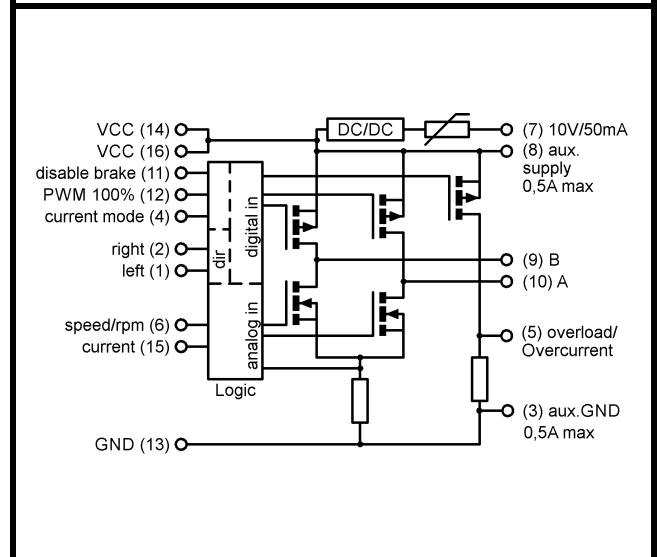 VCC (14)
VCC (16)
disable brake (11)
PWM 100% (12)
current mode (4)
right (2)
left (1)
speed/rpm (6)
current (15)
GND (13)
dir
digital in
analog in
Logic
DC/DC
(7) 10V/50mA
(8) aux.
supply
0,5A max
(9) B
(10) A
(5) overload/
Overcurrent
(3) aux.GND
0,5A max